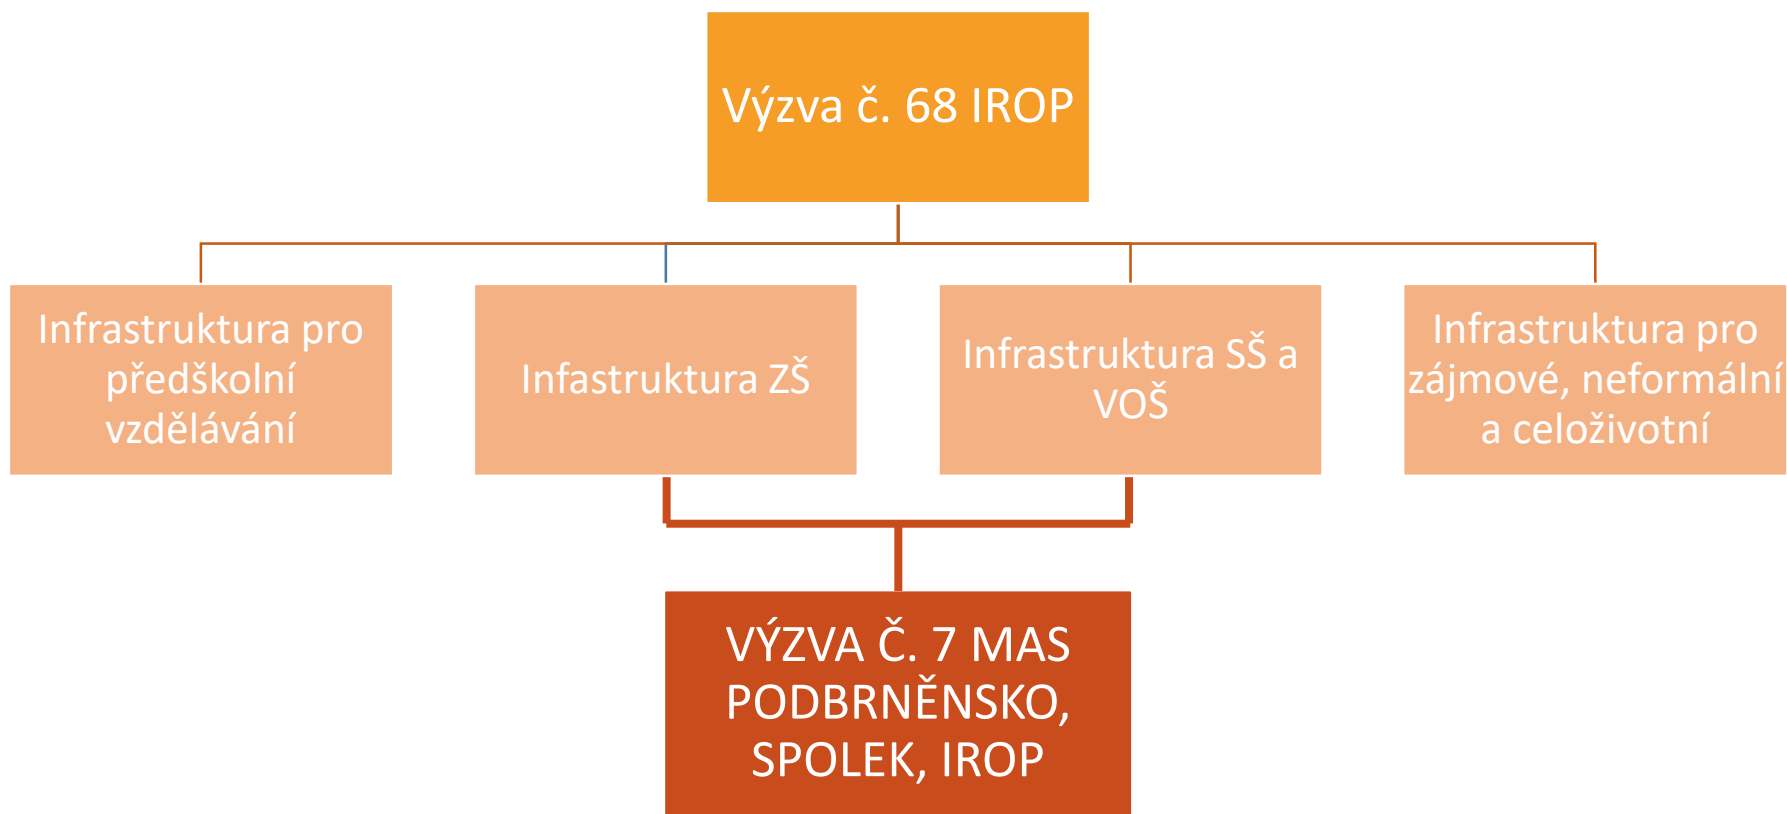 Výzva č. 68 IROP
Infrastruktura pro
předškolní
vzdělávání
Infastruktura ZŠ
Infrastruktura SŠ a
VOŠ
Infrastruktura pro
zájmové, neformální
a celoživotní
VÝZVA Č. 7 MAS
PODBRNĚNSKO,
SPOLEK, IROP